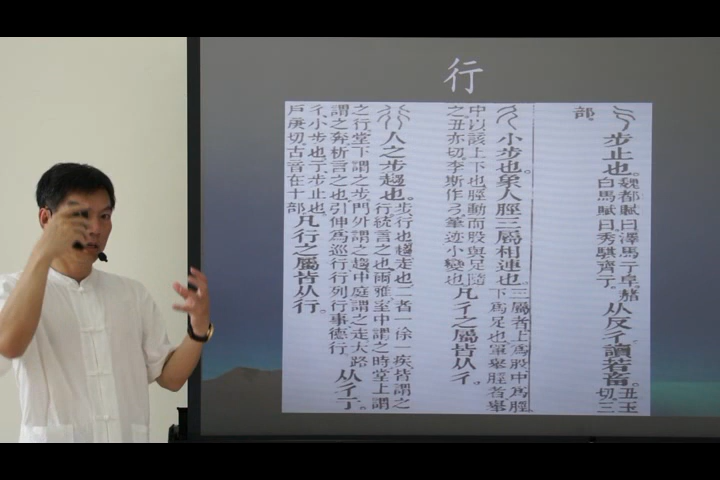 行
步止也。魏都賦曰澤馬亍阜赭
白馬賦曰秀騏齊亍
从反彳。讀若畜。丑玉
切三
部
小步也。象人脛三屬相連也。三屬者上爲股中爲脛
下爲足也單舉脛者舉
中以該上下也脛動而股與足隨
之丑亦切李斯作彳筆迹小變也
凡彳之屬皆从彳。
人之步趨也。步行也趨走也二者一徐一疾皆謂之
行統言之也爾雅室中謂之時堂上謂
之行堂下謂之步門外謂之趨中庭謂之走大路
謂之奔析言之也引伸爲巡行行列行事德行
从彳亍。
彳小步也亍步止也
戶庚切古音在十部
凡行之屬皆从行。